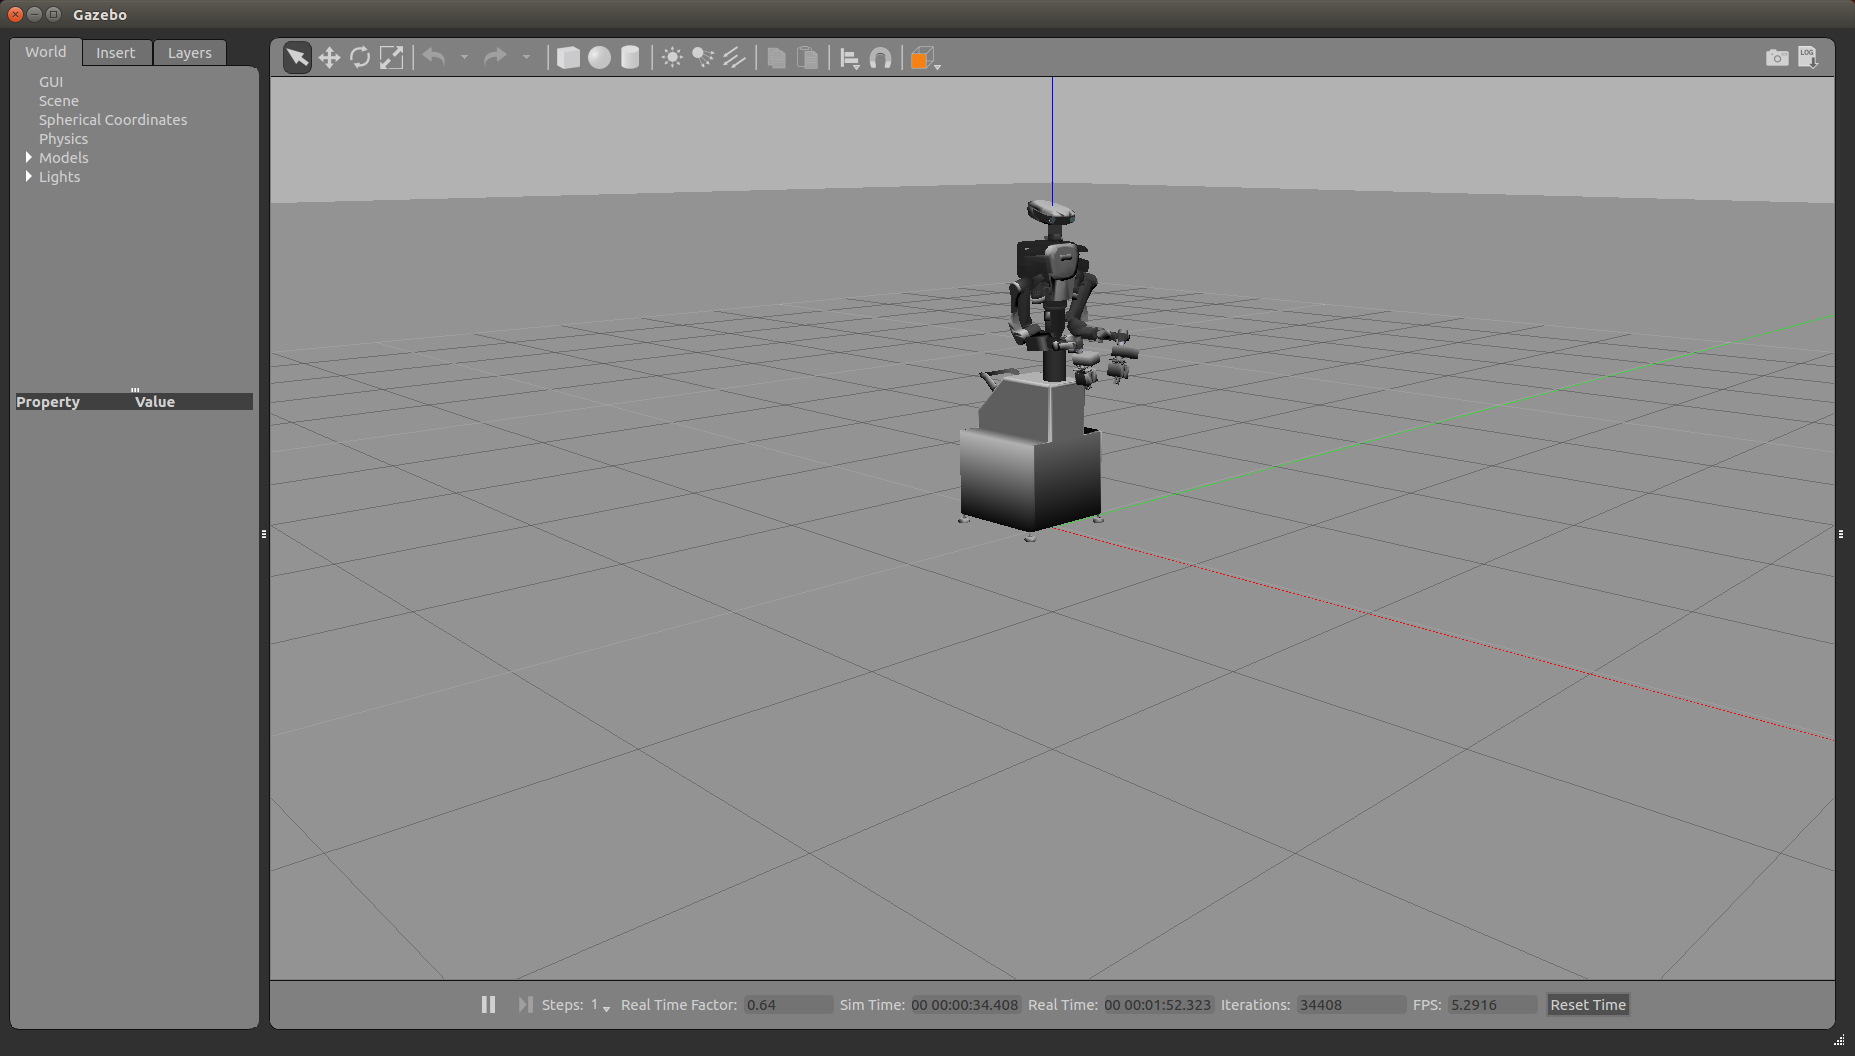 Gazebo
World Insert Layers
GUI
Scene
Spherical Coordinates
Physics
Models
Lights
Property Value
LOG
Steps: 1 Real Time Factor: 0.64 Sim Time: 00 00:00:34.408 Real Time: 00 00:01:52.323 Iterations: 34408 FPS: 5.2916 Reset Time